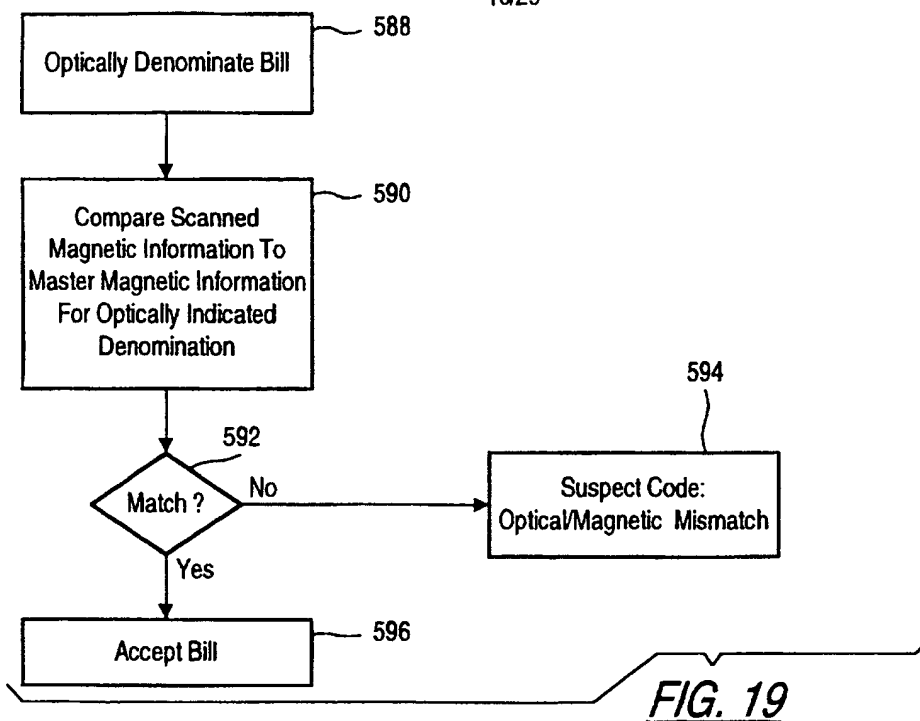 588
Optically Denominate Bill
590
Compare Scanned
Magnetic Information To
Master Magnetic Information
For Optically Indicated
Denomination
592
Match ?
No
594
Suspect Code:
Optical/Magnetic Mismatch
Yes
596
Accept Bill
FIG. 19